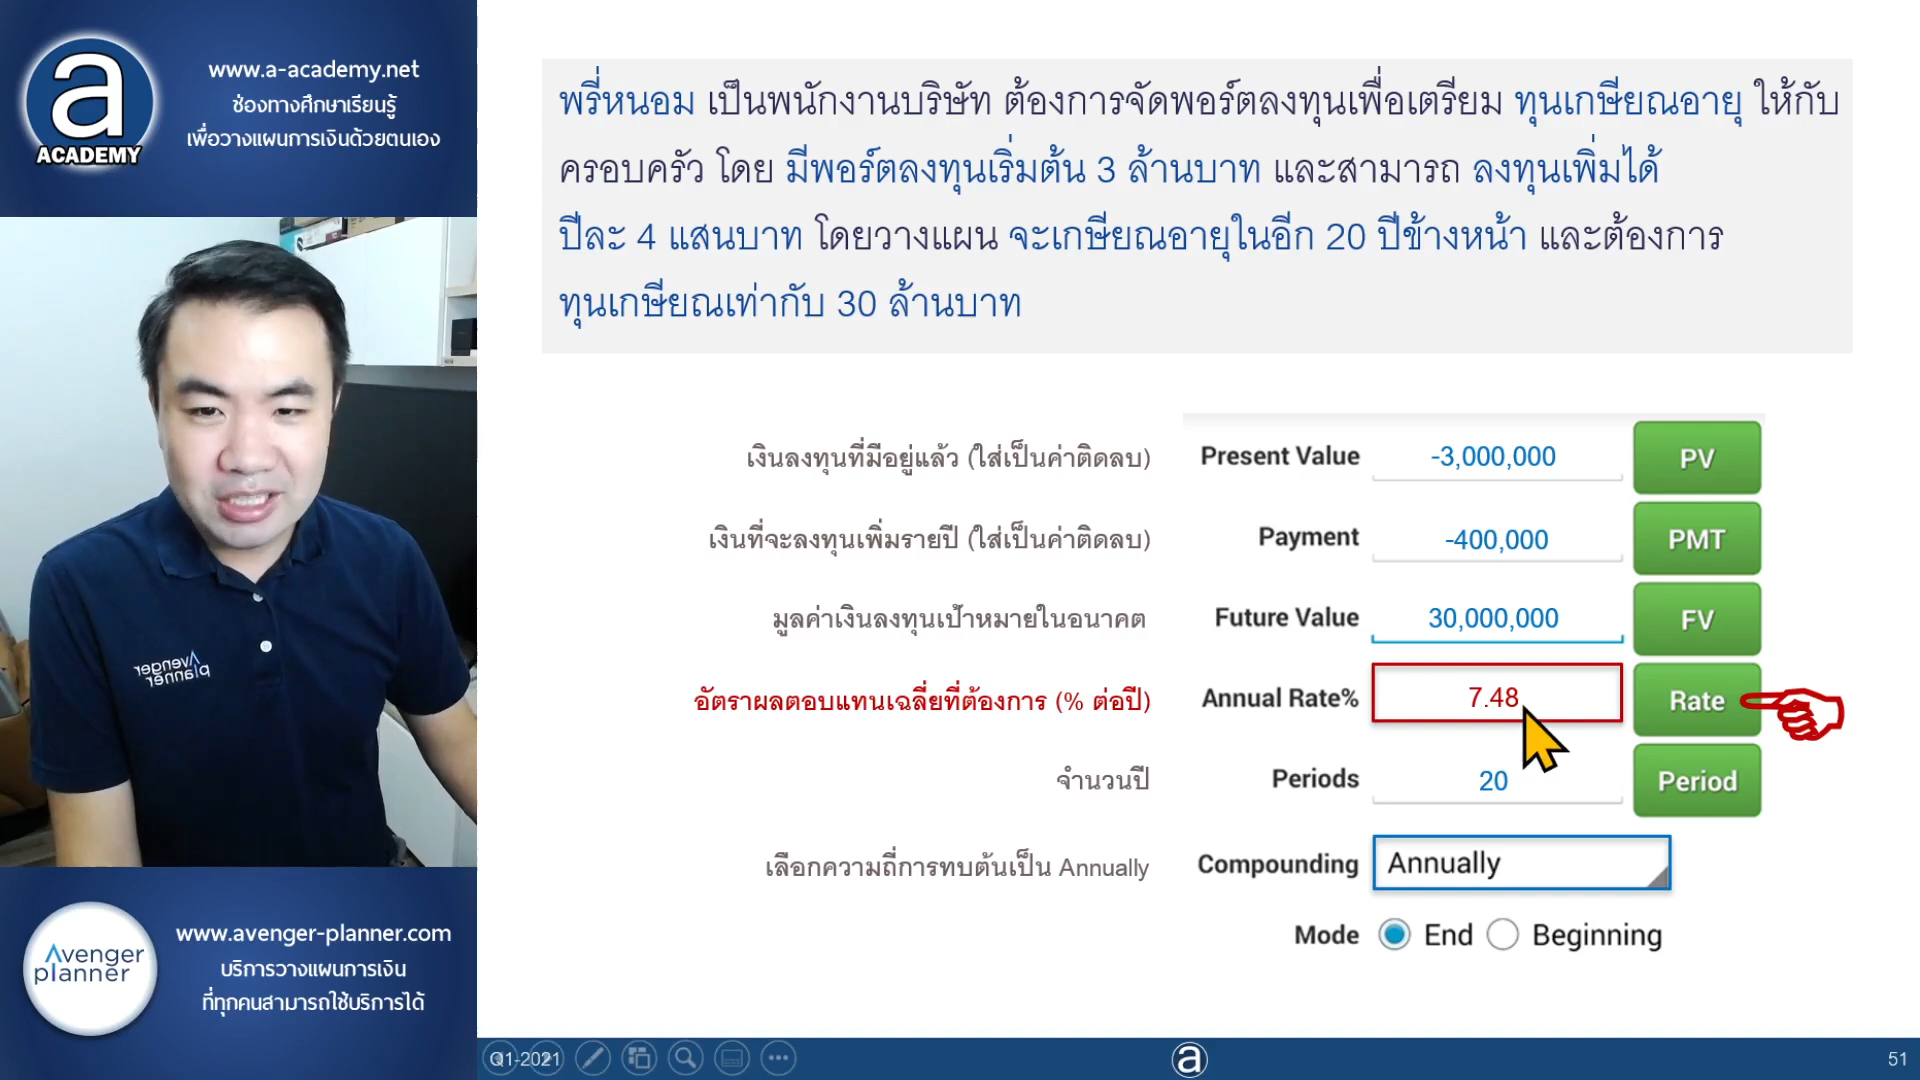 a
ACADEMY
www.a-academy.net
ช่องทางศึกษาเรียนรู้
เพื่อวางแผนการเงินด้วยตนเอง
Avenger
planner
Avenger
planner
www.avenger-planner.com
บริการวางแผนการเงิน
ที่ทุกคนสามารถใช้บริการได้
พรี่หนอม เป็นพนักงานบริษัท ต้องการจัดพอร์ตลงทุนเพื่อเตรียม ทุนเกษียณอายุ ให้กับ
ครอบครัว โดย มีพอร์ตลงทุนเริ่มต้น 3 ล้านบาท และสามารถ ลงทุนเพิ่มได้
ปีละ 4 แสนบาท โดยวางแผน จะเกษียณอายุในอีก 20 ปีข้างหน้า และต้องการ
ทุนเกษียณเท่ากับ 30 ล้านบาท
เงินลงทุนที่มีอยู่แล้ว (ใส่เป็นค่าติดลบ) Present Value -3,000,000 PV
เงินที่จะลงทุนเพิ่มรายปี (ใส่เป็นค่าติดลบ) Payment -400,000 PMT
มูลค่าเงินลงทุนเป้าหมายในอนาคต Future Value 30,000,000 FV
อัตราผลตอบแทนเฉลี่ยที่ต้องการ (% ต่อปี) Annual Rate% 7.48 Rate
จำนวนปี Periods 20 Period
เลือกความถี่การทบต้นเป็น Annually Compounding Annually
Mode End Beginning
Q1-2021
a
51